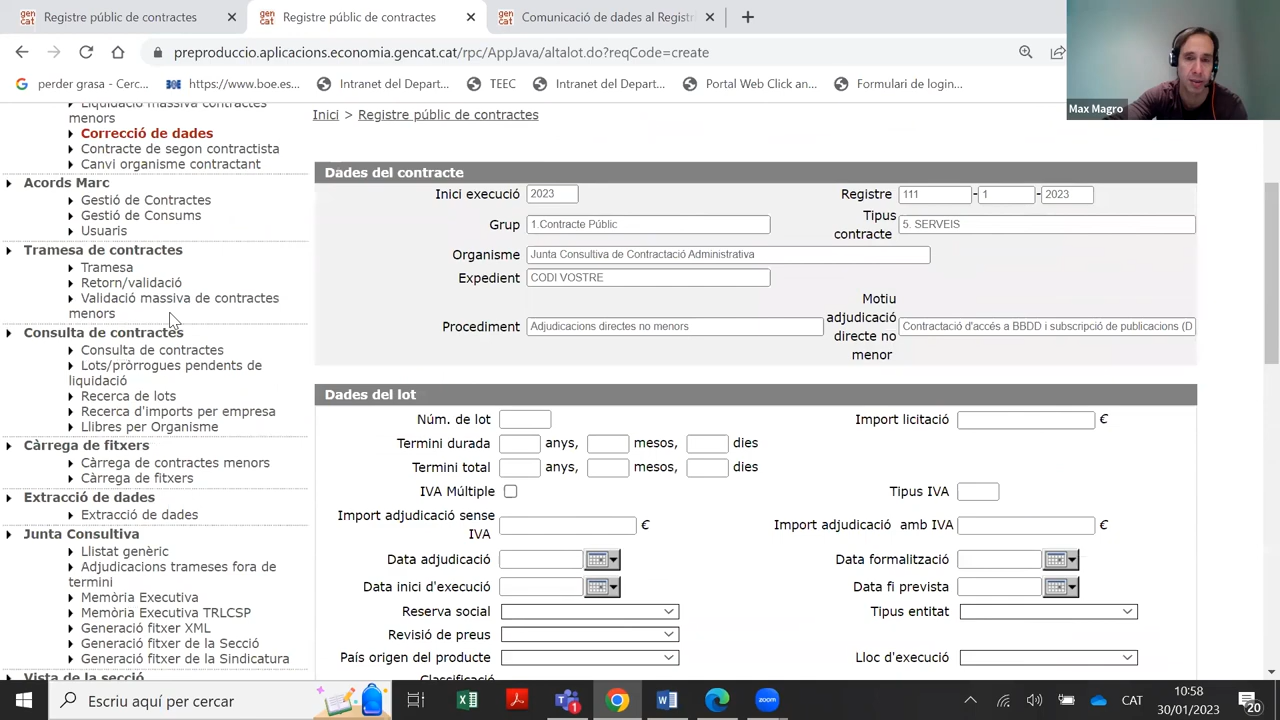 Registre públic de contractes
Registre públic de contractes
Comunicació de dades al Registr
preproduccio.aplicacions.economia.gencat.cat/rpc/AppJava/altalot.do?reqCode=create
perder grasa - Cerc...
https://www.boe.es...
Intranet del Depart...
TEEC
Intranet del Depart...
Portal Web Click an...
Formulari de login...
Max Magro
Liquidació massiva contractes
menors
Correcció de dades
Contracte de segon contractista
Canvi organisme contractant
Acords Marc
Gestió de Contractes
Gestió de Consums
Usuaris
Tramesa de contractes
Tramesa
Retorn/validació
Validació massiva de contractes
menors
Consulta de contractes
Consulta de contractes
Lots/pròrrogues pendents de
liquidació
Recerca de lots
Recerca d'imports per empresa
Llibres per Organisme
Càrrega de fitxers
Càrrega de contractes menors
Càrrega de fitxers
Extracció de dades
Extracció de dades
Junta Consultiva
Llistat genèric
Adjudicacions trameses fora de
termini
Memòria Executiva
Memòria Executiva TRLCSP
Generació fitxer XML
Generació fitxer de la Secció
Generació fitxer de la Sindicatura
Vista de la secció
Inici > Registre públic de contractes
Dades del contracte
Inici execució 2023 Registre 111 - 1 - 2023
Grup 1.Contracte Públic Tipus
contracte 5. SERVEIS
Organisme Junta Consultiva de Contractació Administrativa
Expedient CODI VOSTRE
Procediment Adjudicacions directes no menors Motiu
adjudicació
directe no
menor Contractació d'accés a BBDD i subscripció de publicacions (D
Dades del lot
Núm. de lot Import licitació €
Termini durada anys, mesos, dies
Termini total anys, mesos, dies
IVA Múltiple Tipus IVA
Import adjudicació sense
IVA € Import adjudicació amb IVA €
Data adjudicació Data formalització
Data inici d'execució Data fi prevista
Reserva social Tipus entitat
Revisió de preus
País origen del producte Lloc d'execució
Classificació
Escriu aquí per cercar
1
CAT
10:58
30/01/2023
20